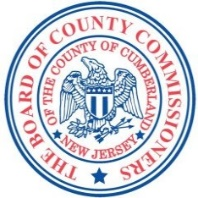 THE BOARD OF COUNTY COMMISSIONERS
OF THE COUNTY OF CUMBERLAND
NEW JERSEY